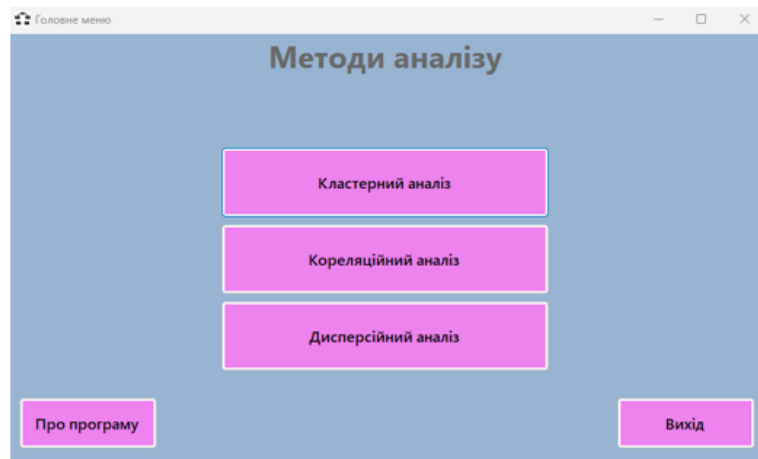 Головне меню
Методи аналізу
Кластерний аналіз
Кореляційний аналіз
Дисперсійний аналіз
Про програму
Вихід